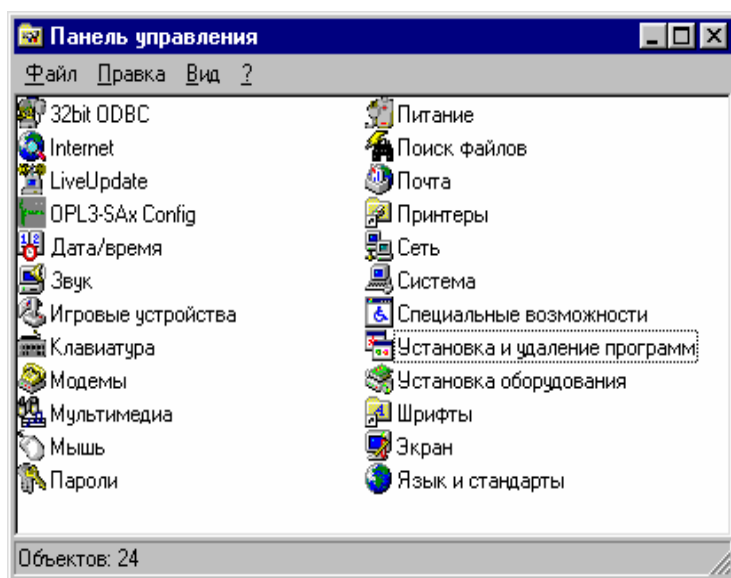 Панель управления
Файл Правка Вид ?
32bit ODBC
Internet
LiveUpdate
OPL3-SAx Config
Дата/время
Звук
Игровые устройства
Клавиатура
Модемы
Мультимедиа
Мышь
Пароли
Питание
Поиск файлов
Почта
Принтеры
Сеть
Система
Специальные возможности
Установка и удаление программ
Установка оборудования
Шрифты
Экран
Язык и стандарты
Объектов: 24